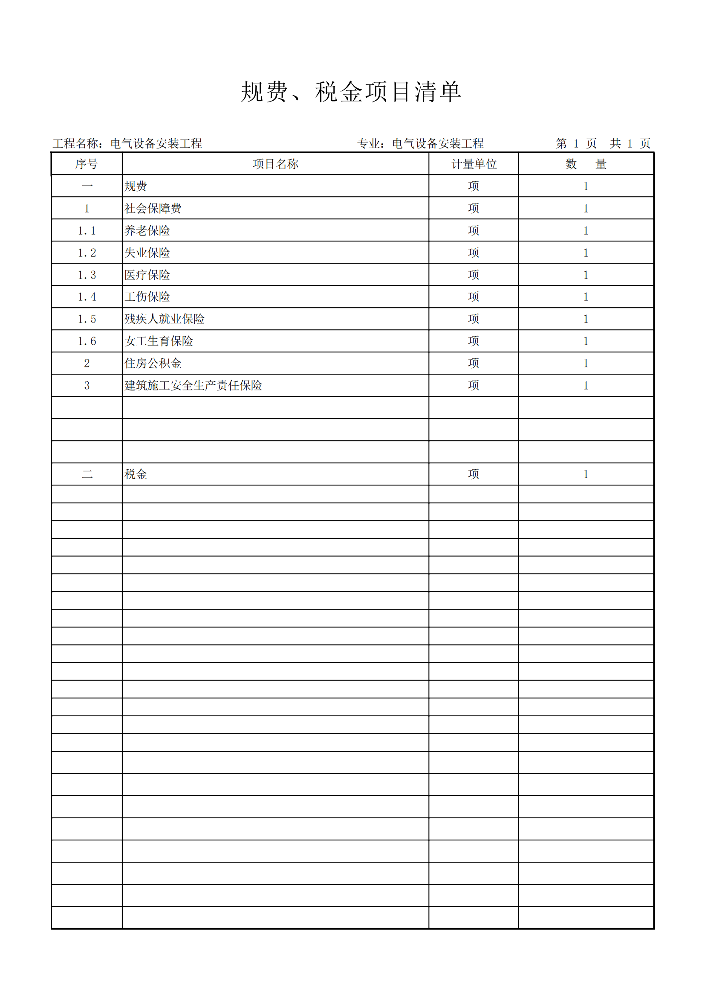 规费、税金项目清单
工程名称：电气设备安装工程 专业：电气设备安装工程 第 1 页 共 1 页
序号 项目名称 计量单位 数 量
一 规费 项 1
1 社会保障费 项 1
1.1 养老保险 项 1
1.2 失业保险 项 1
1.3 医疗保险 项 1
1.4 工伤保险 项 1
1.5 残疾人就业保险 项 1
1.6 女工生育保险 项 1
2 住房公积金 项 1
3 建筑施工安全生产责任保险 项 1
二 税金 项 1